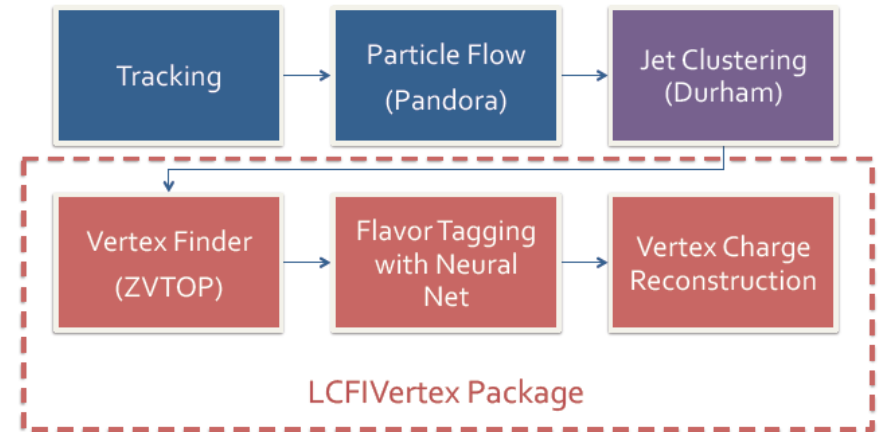 Tracking
Particle Flow
(Pandora)
Jet Clustering
(Durham)
Vertex Finder
(ZVTOP)
Flavor Tagging
with Neural
Net
Vertex Charge
Reconstruction
LCFIVertex Package